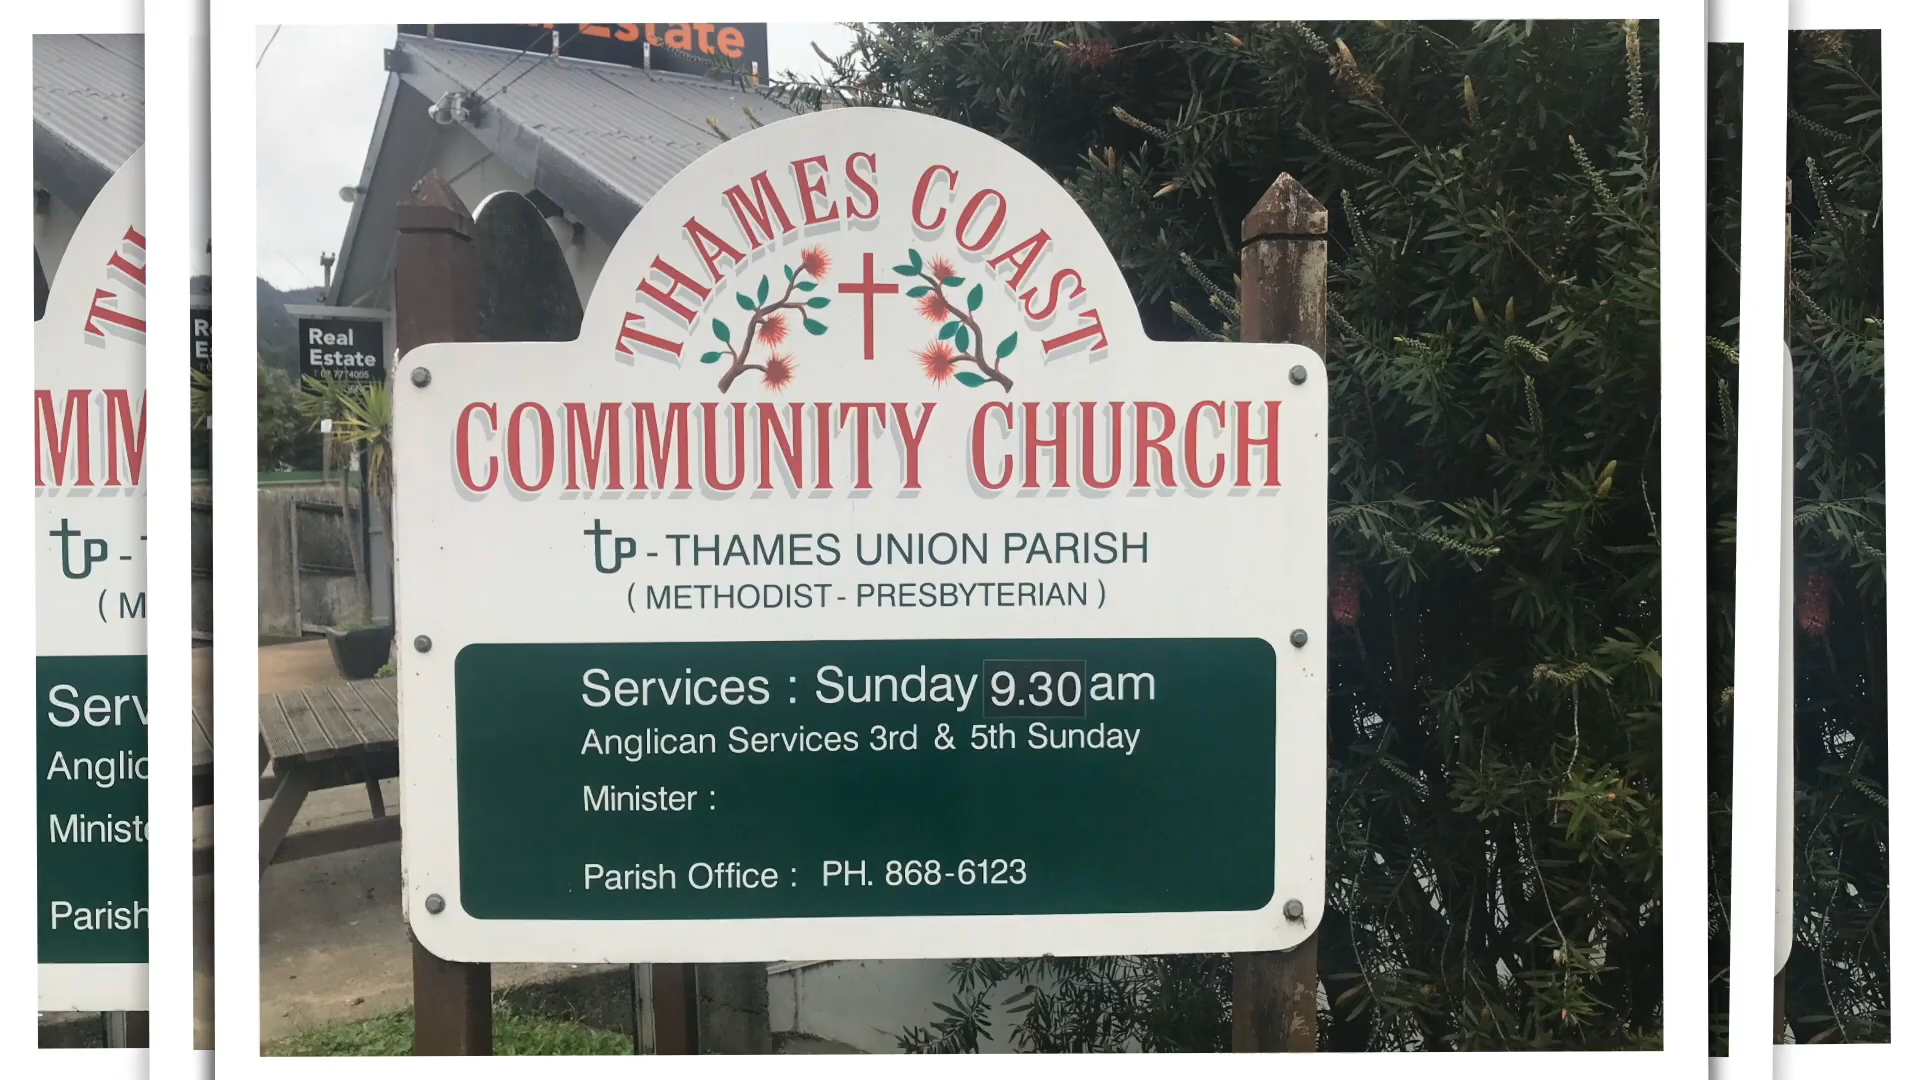 Estate
Real
Estate
THAMES COAST
COMMUNITY CHURCH
tUP - THAMES UNION PARISH
( METHODIST - PRESBYTERIAN )
Services : Sunday 9.30 am
Anglican Services 3rd & 5th Sunday
Minister :
Parish Office : PH. 868-6123